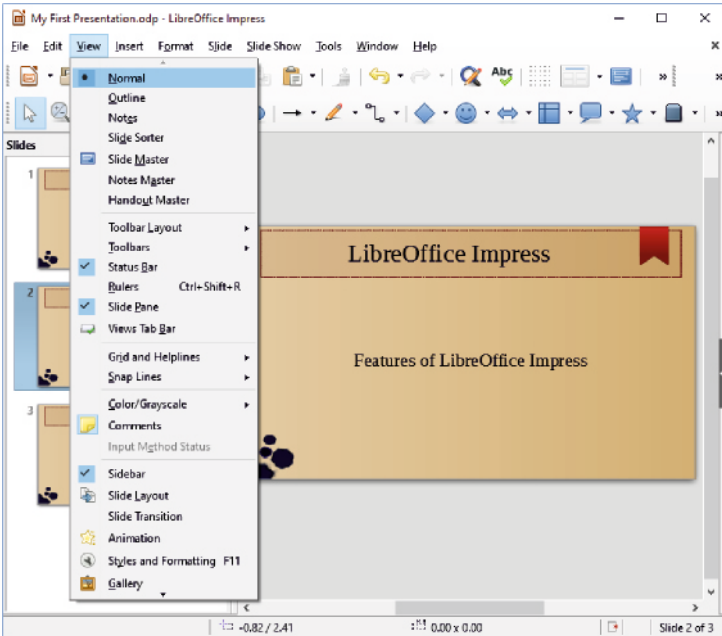 My First Presentation.odp - LibreOffice Impress
File Edit View Insert Format Slide Slide Show Tools Window Help
Abc
Slides
1
2
3
Normal
Outline
Notes
Slide Sorter
Slide Master
Notes Master
Handout Master
Toolbar Layout
Toolbars
Status Bar
Rulers Ctrl+Shift+R
Slide Pane
Views Tab Bar
Grid and Helplines
Snap Lines
Color/Grayscale
Comments
Input Method Status
Sidebar
Slide Layout
Slide Transition
Animation
Styles and Formatting F11
Gallery
LibreOffice Impress
Features of LibreOffice Impress
-0.82 / 2.41 0.00 x 0.00 Slide 2 of 3